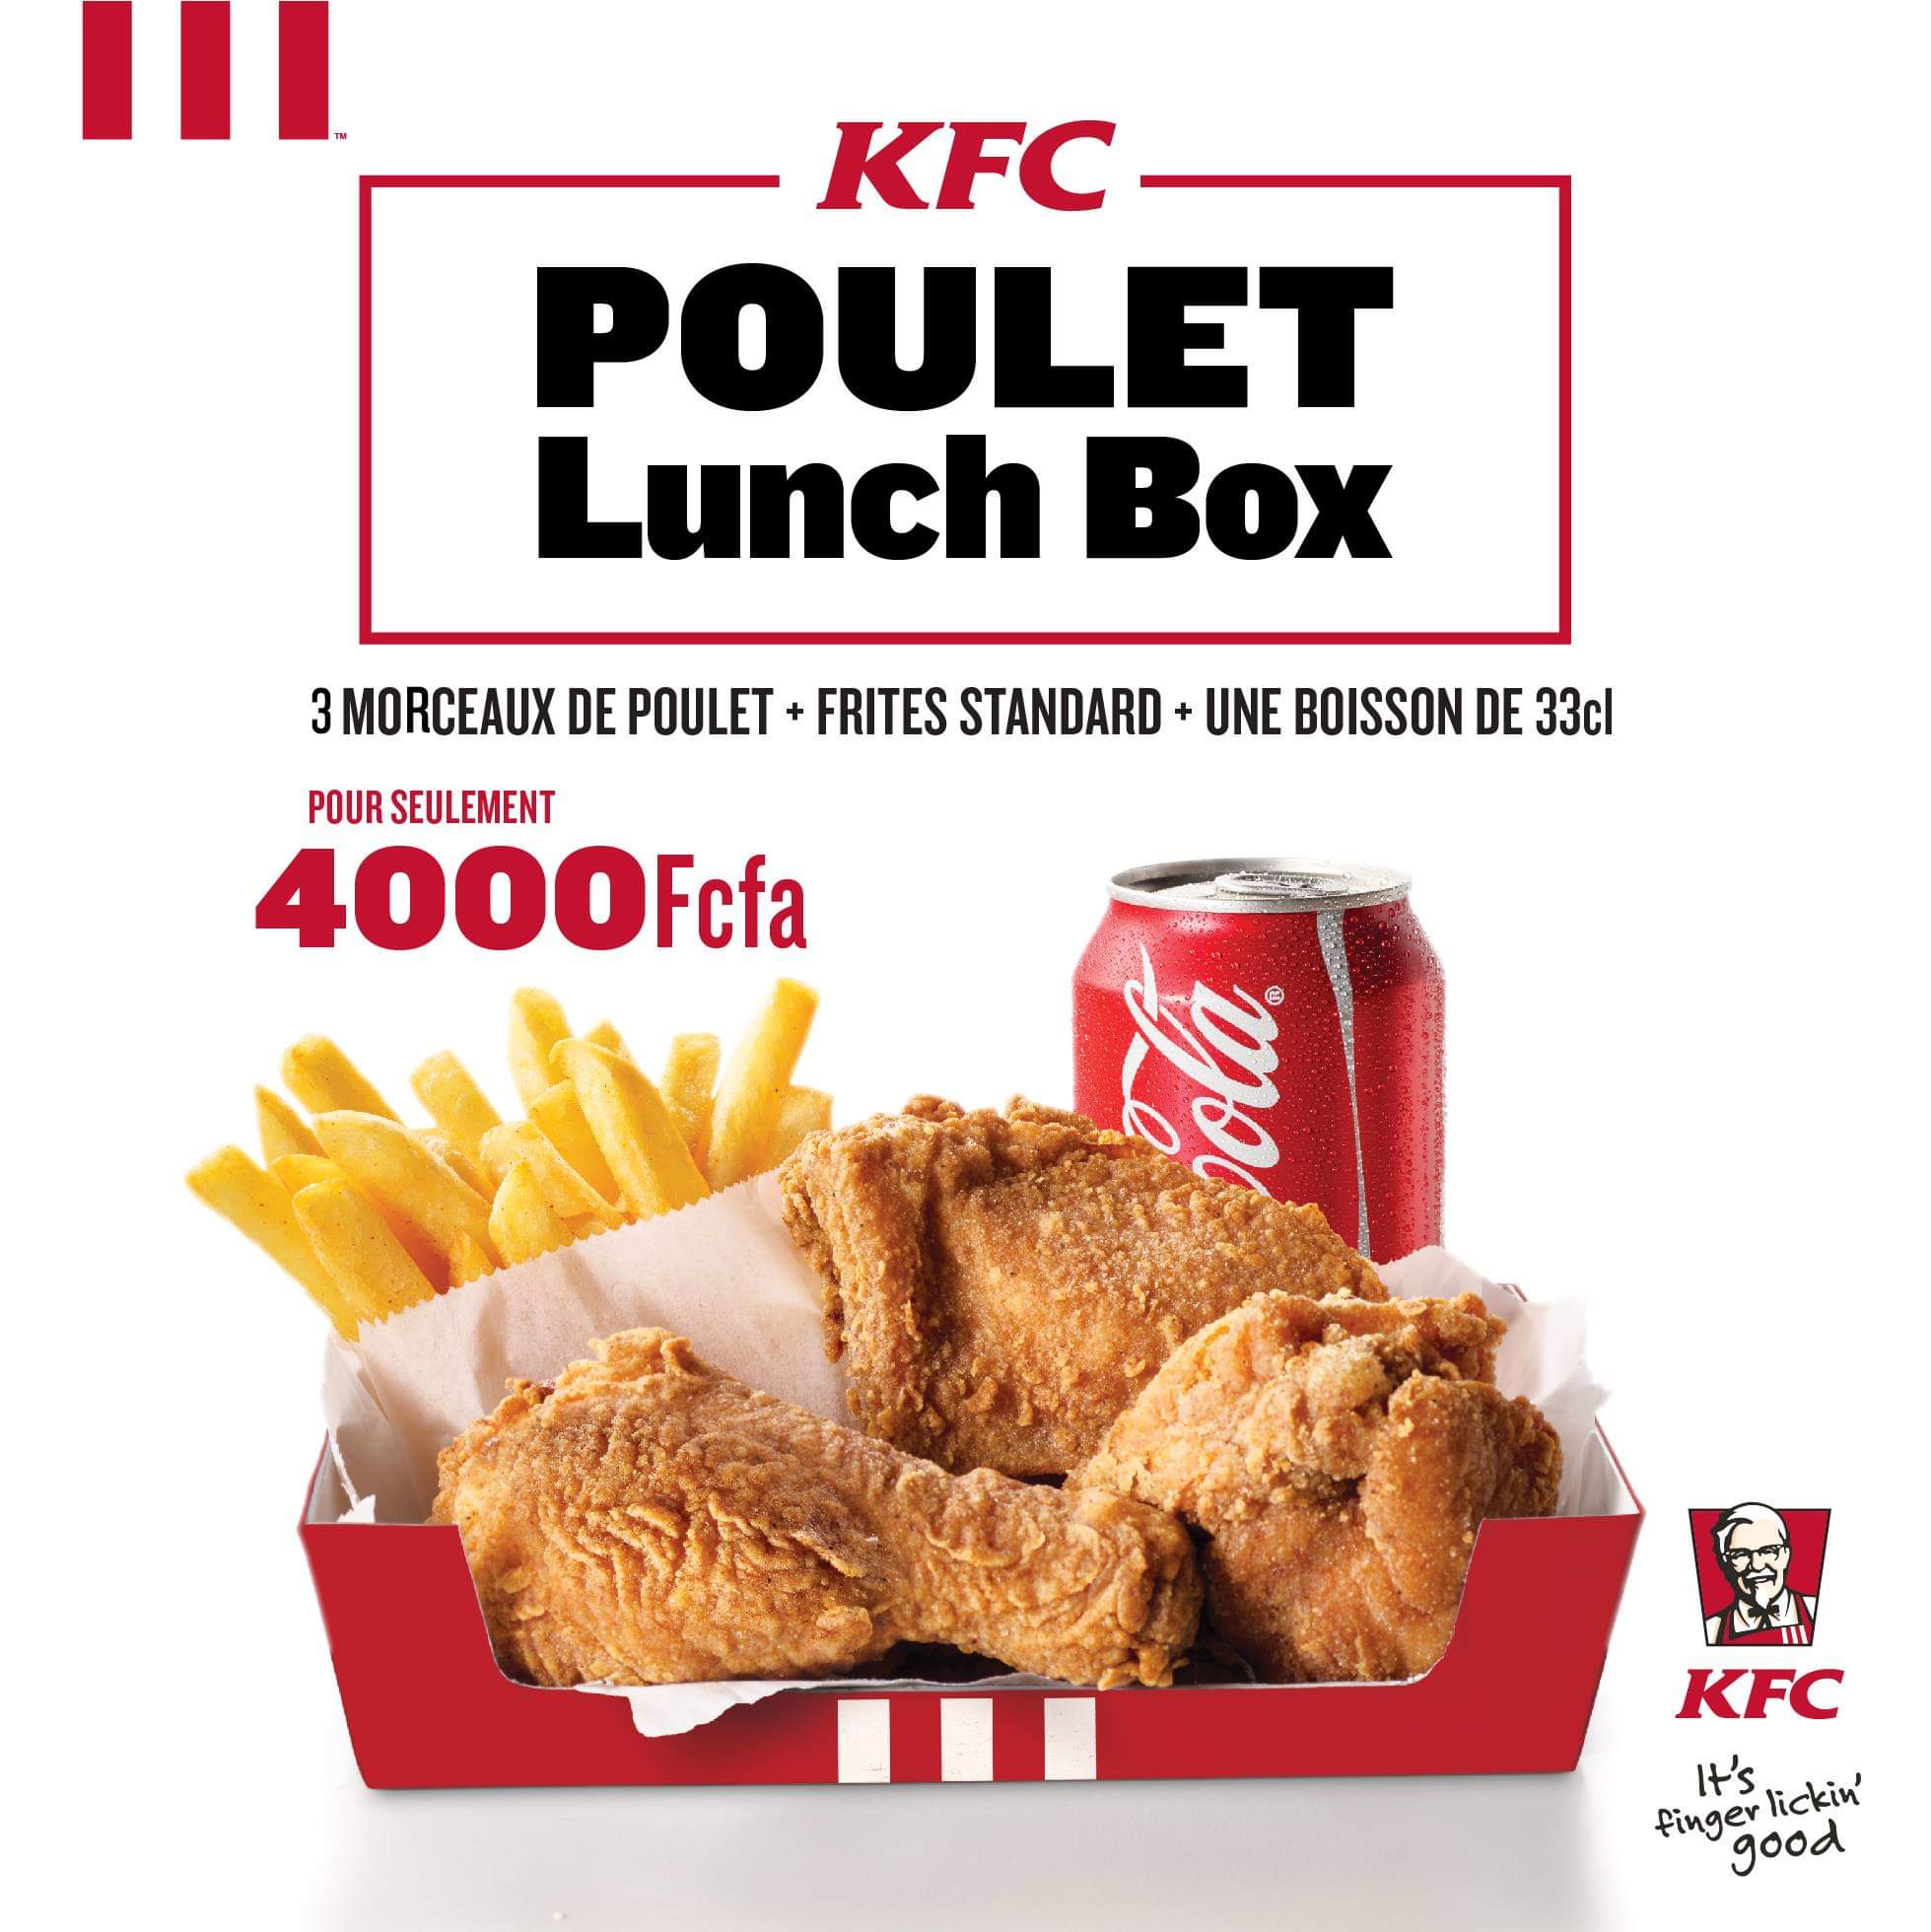 TM
KFC
POULET
Lunch Box
3 MORCEAUX DE POULET + FRITES STANDARD + UNE BOISSON DE 33cl
POUR SEULEMENT
4000Fcfa
Cola®
KFC
It's
finger lickin'
good